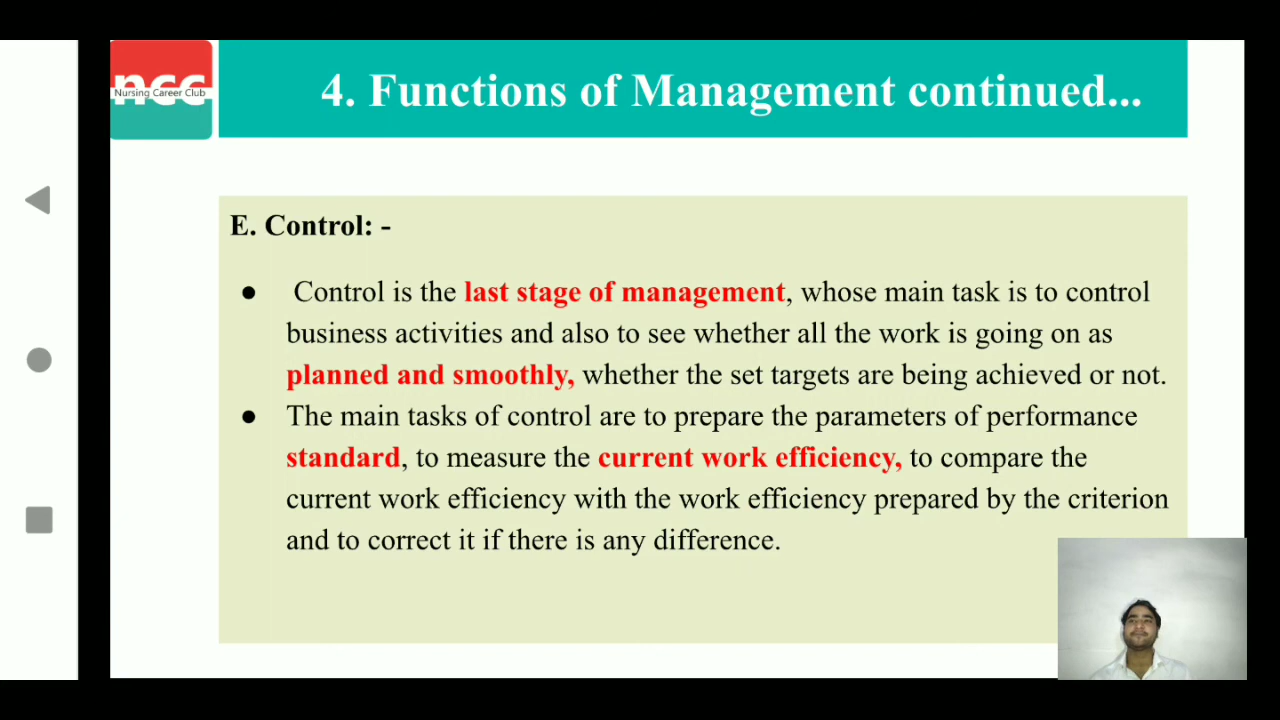 ncc
Nursing Career Club
4. Functions of Management continued...
E. Control: -
● Control is the last stage of management, whose main task is to control
business activities and also to see whether all the work is going on as
planned and smoothly, whether the set targets are being achieved or not.
● The main tasks of control are to prepare the parameters of performance
standard, to measure the current work efficiency, to compare the
current work efficiency with the work efficiency prepared by the criterion
and to correct it if there is any difference.